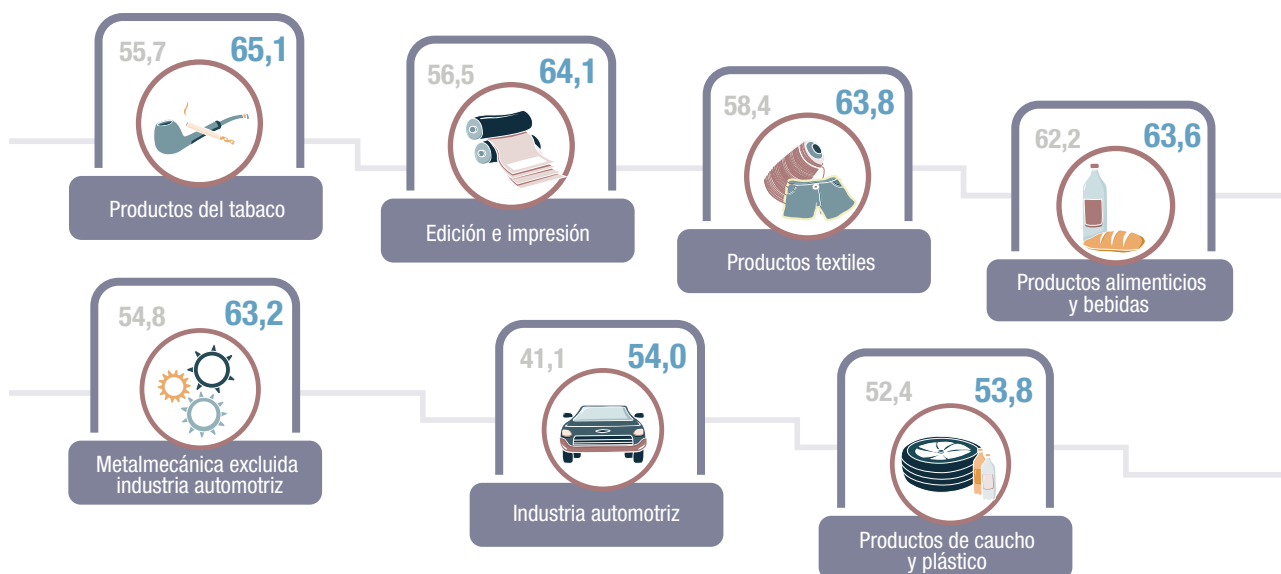 55,7 65,1
Productos del tabaco
56,5 64,1
Edición e impresión
58,4 63,8
Productos textiles
62,2 63,6
Productos alimenticios
y bebidas
54,8 63,2
Metalmecánica excluida
industria automotriz
41,1 54,0
Industria automotriz
52,4 53,8
Productos de caucho
y plástico